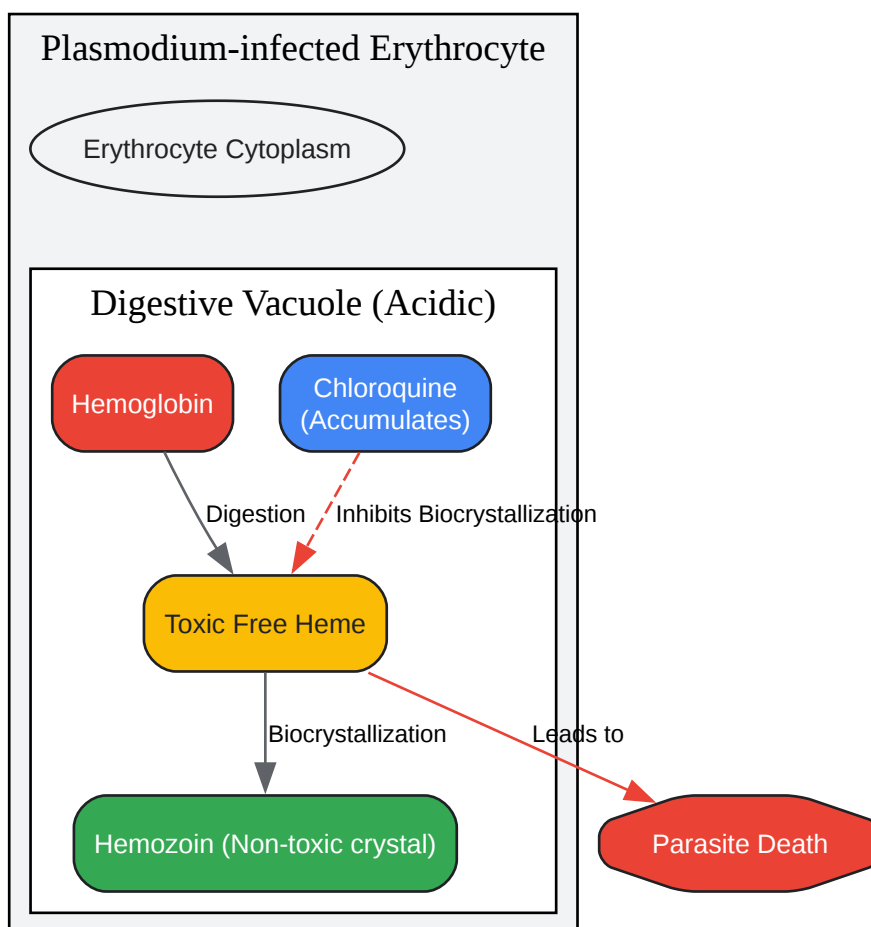 Plasmodium-infected Erythrocyte
Erythrocyte Cytoplasm
Digestive Vacuole (Acidic)
Hemoglobin
Chloroquine
(Accumulates)
Digestion
Inhibits Biocrystallization
Toxic Free Heme
Biocrystallization
Leads to
Hemozoin (Non-toxic crystal)
Parasite Death